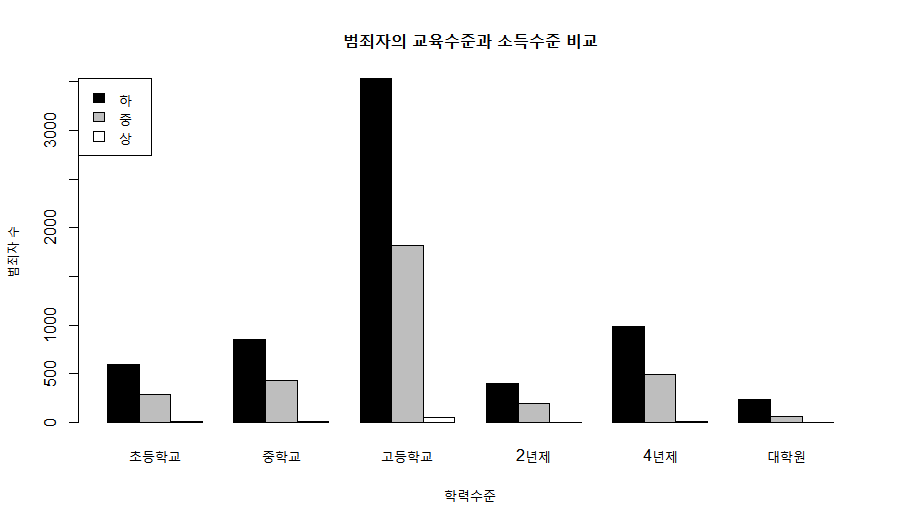 범죄자의 교육수준과 소득수준 비교
하
중
상
범죄자 수
3000
2000
1000
500
0
초등학교 중학교 고등학교 2년제 4년제 대학원
학력수준